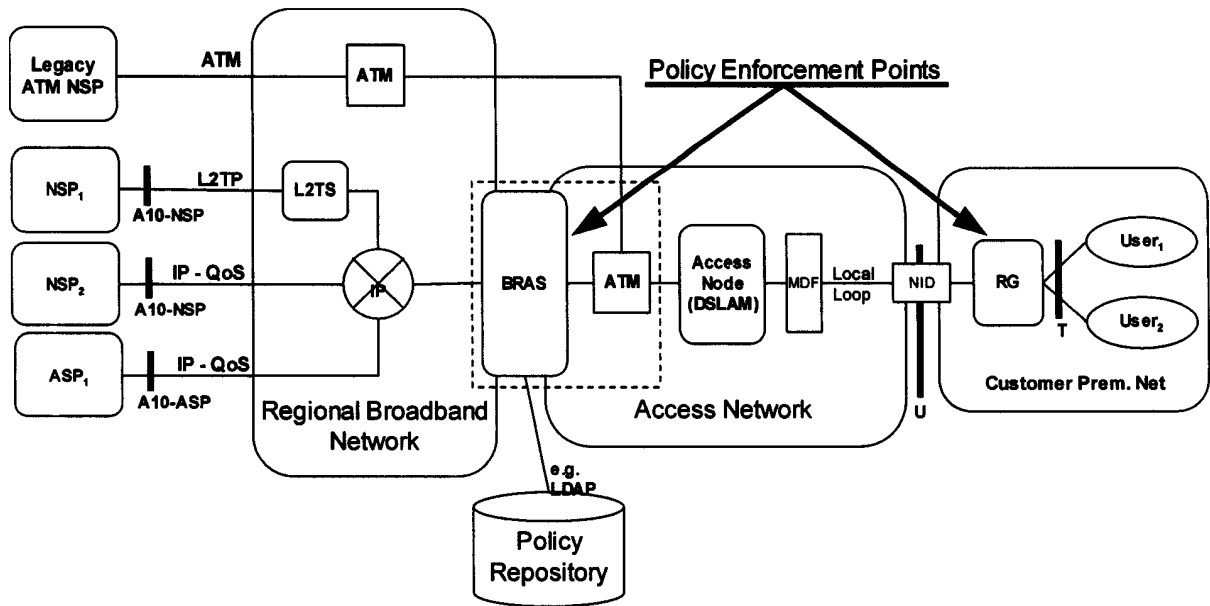 Legacy
ATM NSP
ATM
ATM
Policy Enforcement Points
NSP1
L2TP
A10-NSP
L2TS
NSP2
IP - QoS
A10-NSP
IP
BRAS
ATM
Access
Node
(DSLAM)
MDF
Local
Loop
NID
RG
User1
User2
T
ASP1
IP - QoS
A10-ASP
Regional Broadband
Network
Access Network
U
Customer Prem. Net
e.g.
LDAP
Policy
Repository